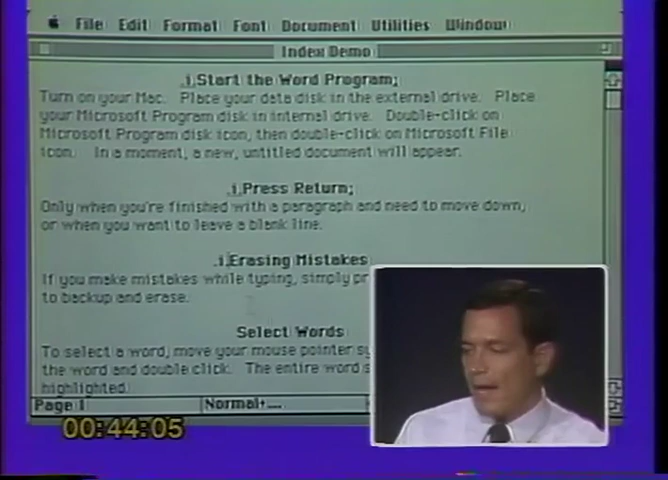 File Edit Format Font Document Utilities Window
Index Demo
.i.Start the Word Program;
Turn on your Mac. Place your data disk in the external drive. Place
your Microsoft Program disk in internal drive. Double-click on
Microsoft Program disk icon, then double-click on Microsoft File
icon. In a moment, a new, untitled document will appear.
.i.Press Return;
Only when you're finished with a paragraph and need to move down,
or when you want to leave a blank line.
.i.Erasing Mistakes
If you make mistakes while typing, simply pr
to backup and erase.
Select Words
To select a word, move your mouse pointer
the word and double click. The entire word s
highlighted.
Page 1
Normal+...
00:44:05